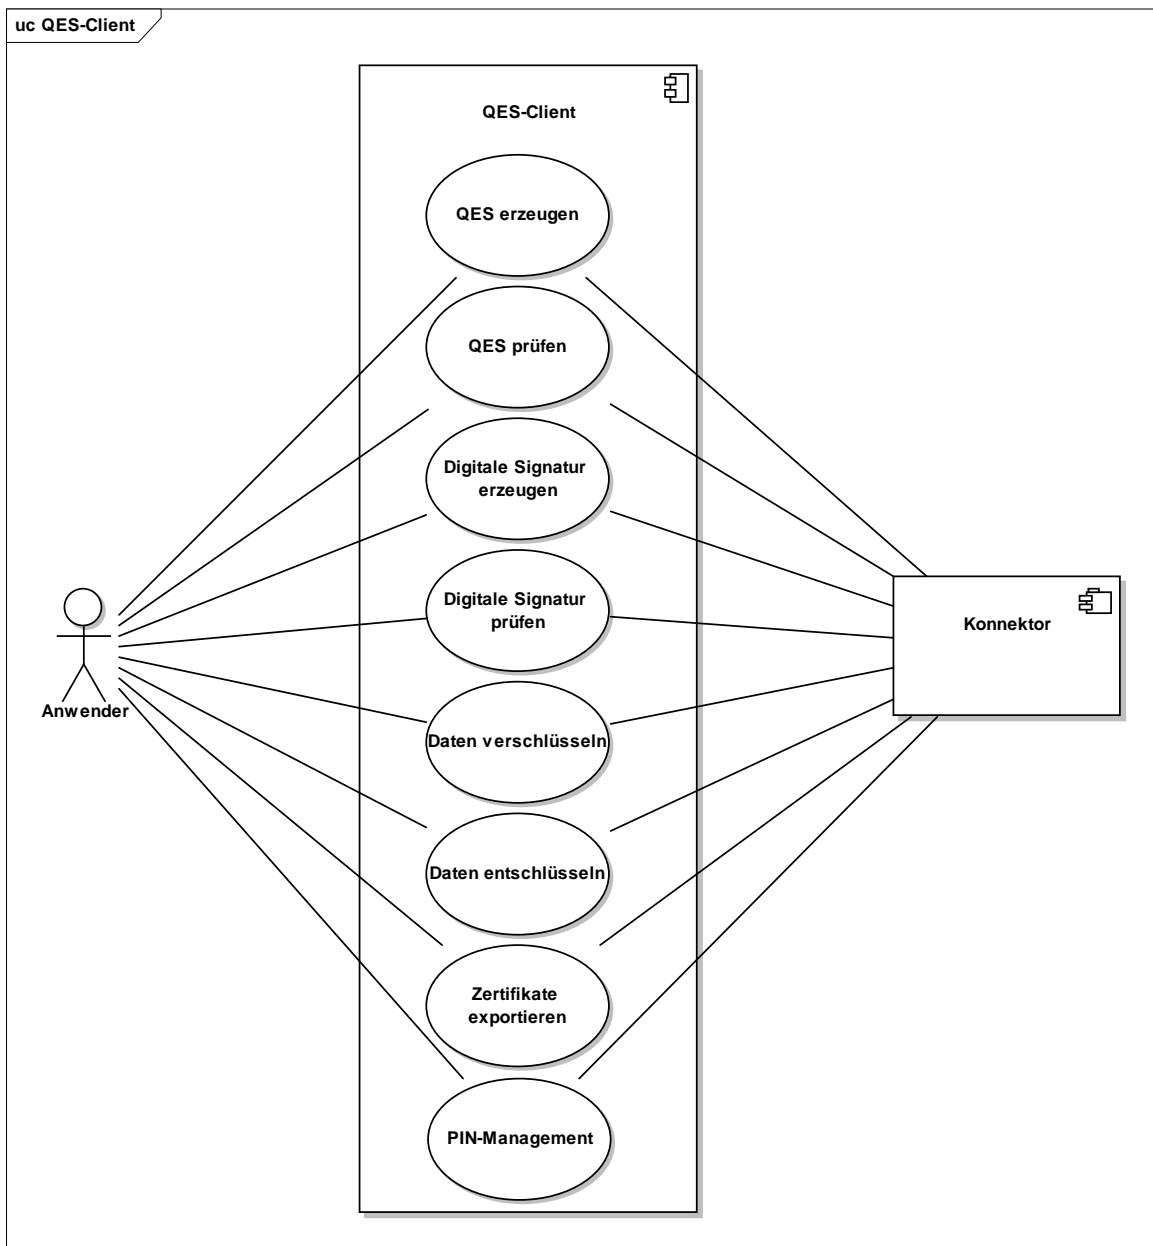 uc QES-Client
QES-Client
QES erzeugen
QES prüfen
Digitale Signatur
erzeugen
Digitale Signatur
prüfen
Konnektor
Anwender
Daten verschlüsseln
Daten entschlüsseln
Zertifikate
exportieren
PIN-Management